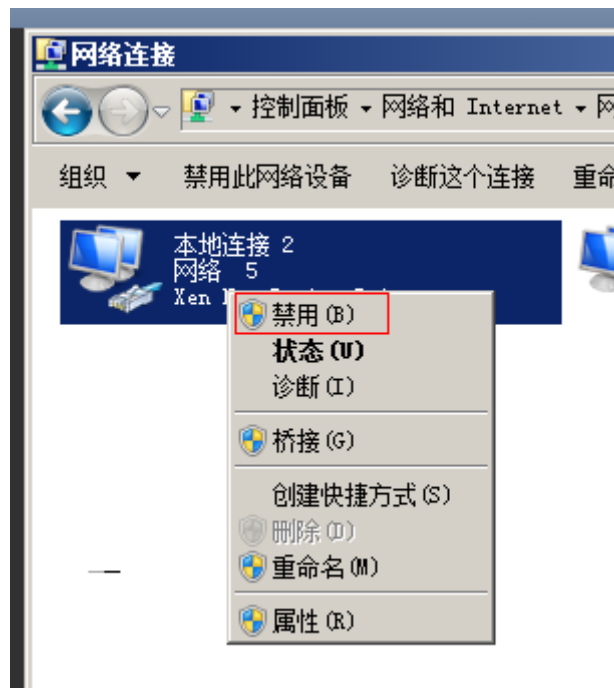 网络连接
控制面板 网络和 Internet
组织 禁用此网络设备 诊断这个连接
本地连接 2
网络 5
Xen
禁用(B)
状态(U)
诊断(I)
桥接(G)
创建快捷方式(S)
删除(D)
重命名(M)
属性(R)